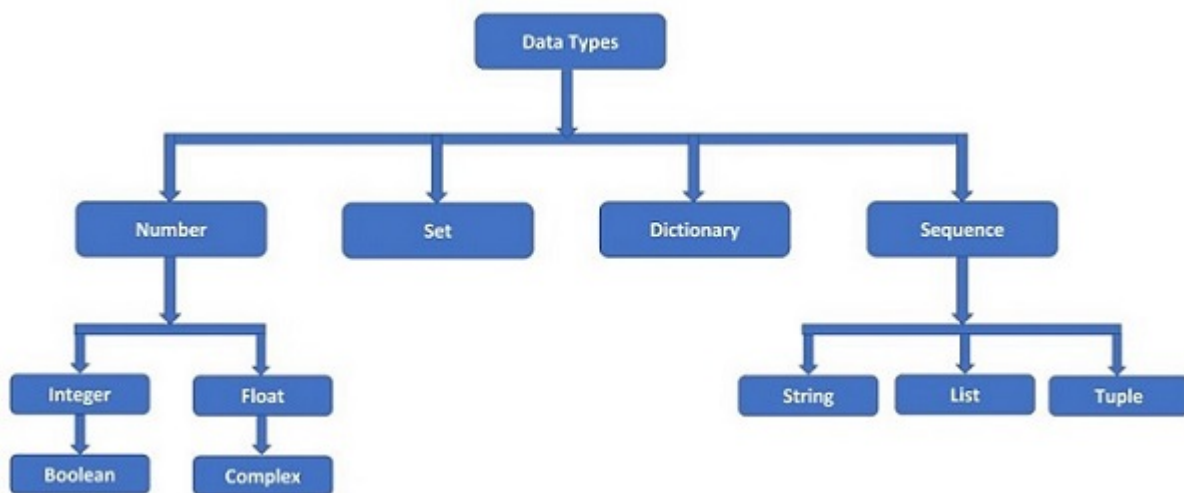 Data Types
Number
Set
Dictionary
Sequence
Integer
Float
String
List
Tuple
Boolean
Complex